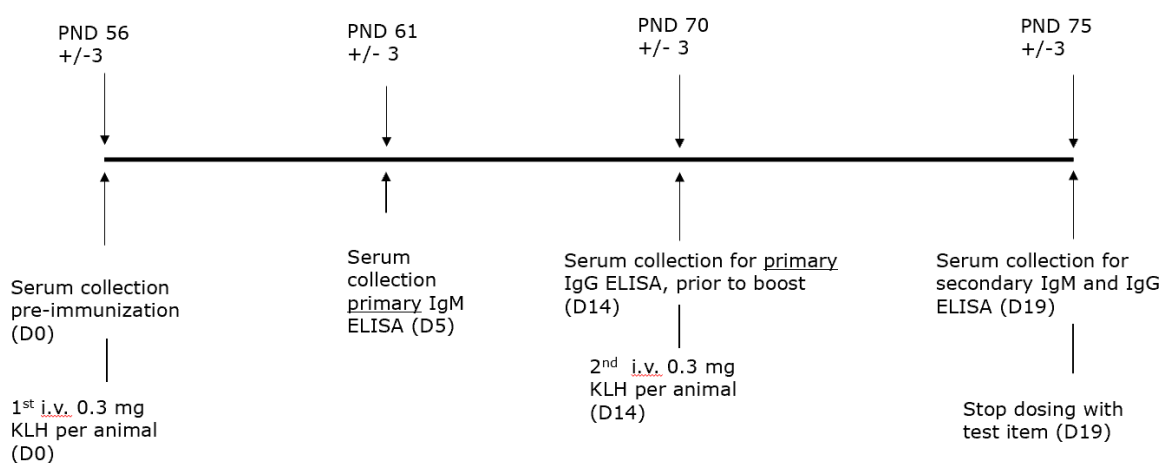 PND 56
+/-3
PND 61
+/- 3
PND 70
+/- 3
PND 75
+/-3
Serum collection
pre-immunization
(D0)
1st i.v. 0.3 mg
KLH per animal
(D0)
Serum
collection
primary IgM
ELISA (D5)
Serum collection for primary
IgG ELISA, prior to boost
(D14)
2nd i.v. 0.3 mg
KLH per animal
(D14)
Serum collection for
secondary IgM and IgG
ELISA (D19)
Stop dosing with
test item (D19)